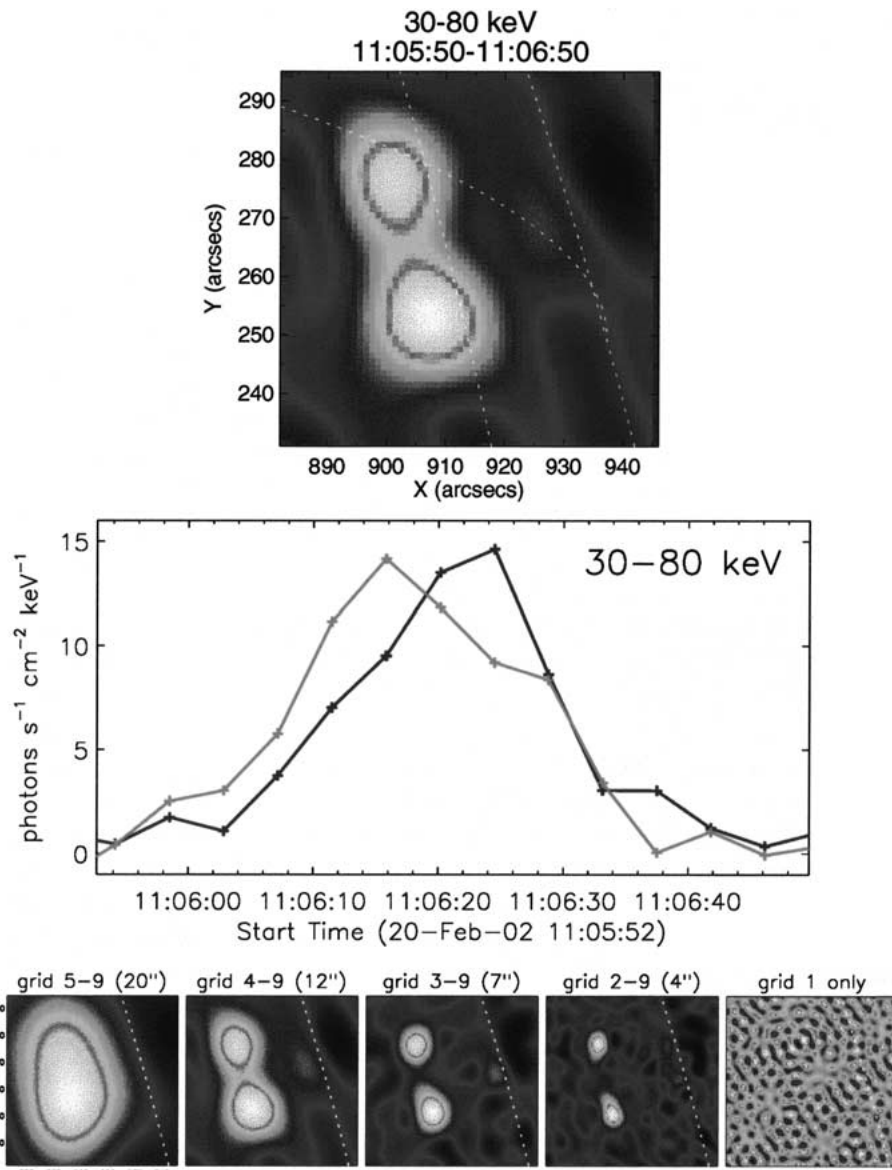 30-80 keV
11:05:50-11:06:50
290
280
270
260
250
240
Y (arcsecs)
890 900 910 920 930 940
X (arcsecs)
15
10
5
0
photons s⁻¹ cm⁻² keV⁻¹
30-80 keV
11:06:00 11:06:10 11:06:20 11:06:30 11:06:40
Start Time (20-Feb-02 11:05:52)
grid 5-9 (20") grid 4-9 (12") grid 3-9 (7") grid 2-9 (4") grid 1 only